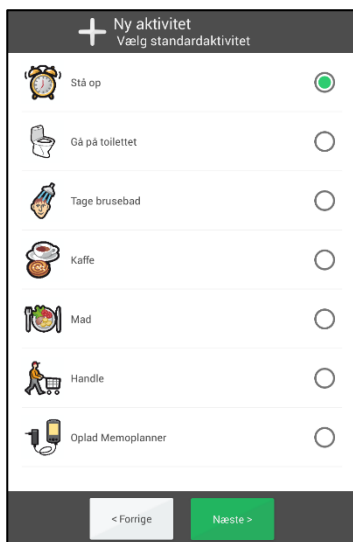 Ny aktivitet
Vælg standardaktivitet
Stå op
Gå på toilettet
Tage brusebad
Kaffe
Mad
Handle
Oplad Memoplanner
< Forrige
Næste >